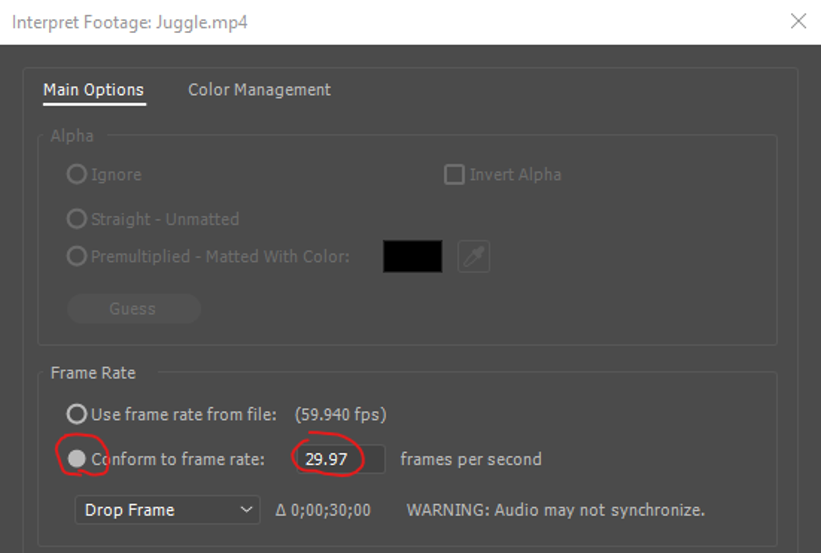 Interpret Footage: Juggle.mp4
Main Options Color Management
Alpha
Ignore Invert Alpha
Straight - Unmatted
Premultiplied - Matted With Color:
Guess
Frame Rate
Use frame rate from file: (59.940 fps)
Conform to frame rate: 29.97 frames per second
Drop Frame Δ 0;00;30;00 WARNING: Audio may not synchronize.